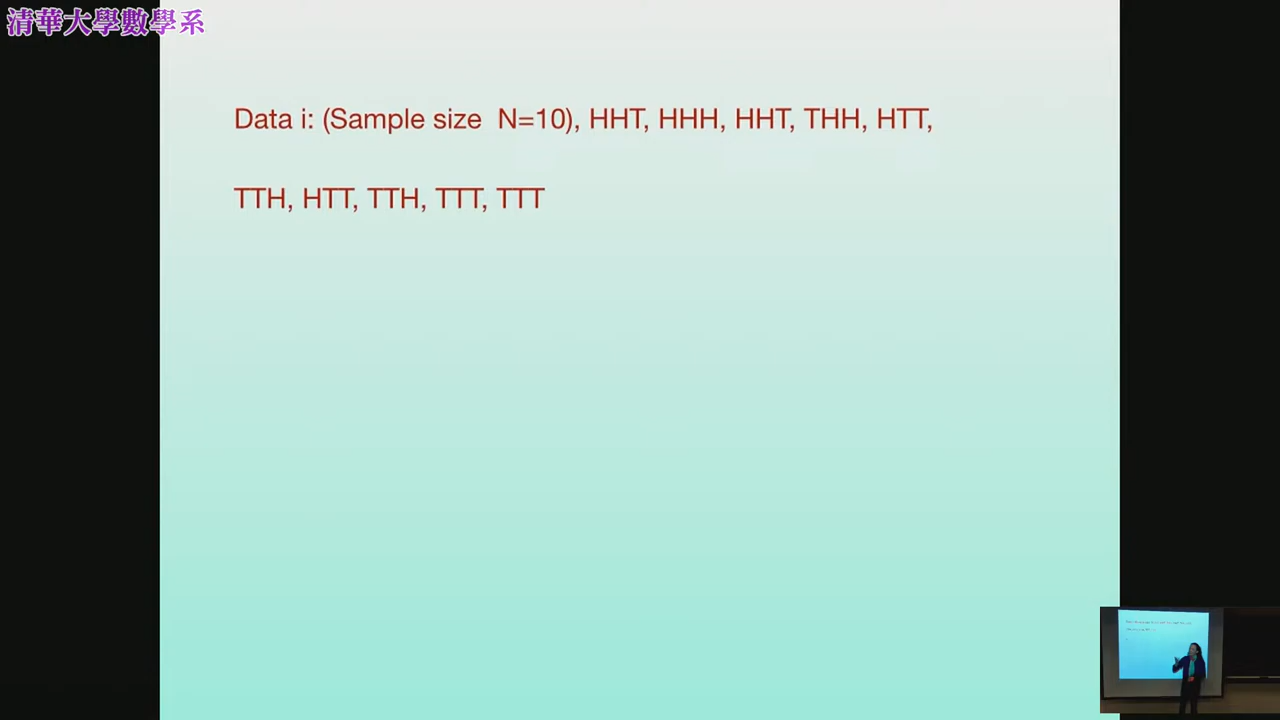 清華大學數學系
Data i: (Sample size N=10), HHT, HHH, HHT, THH, HTT,
TTH, HTT, TTH, TTT, TTT